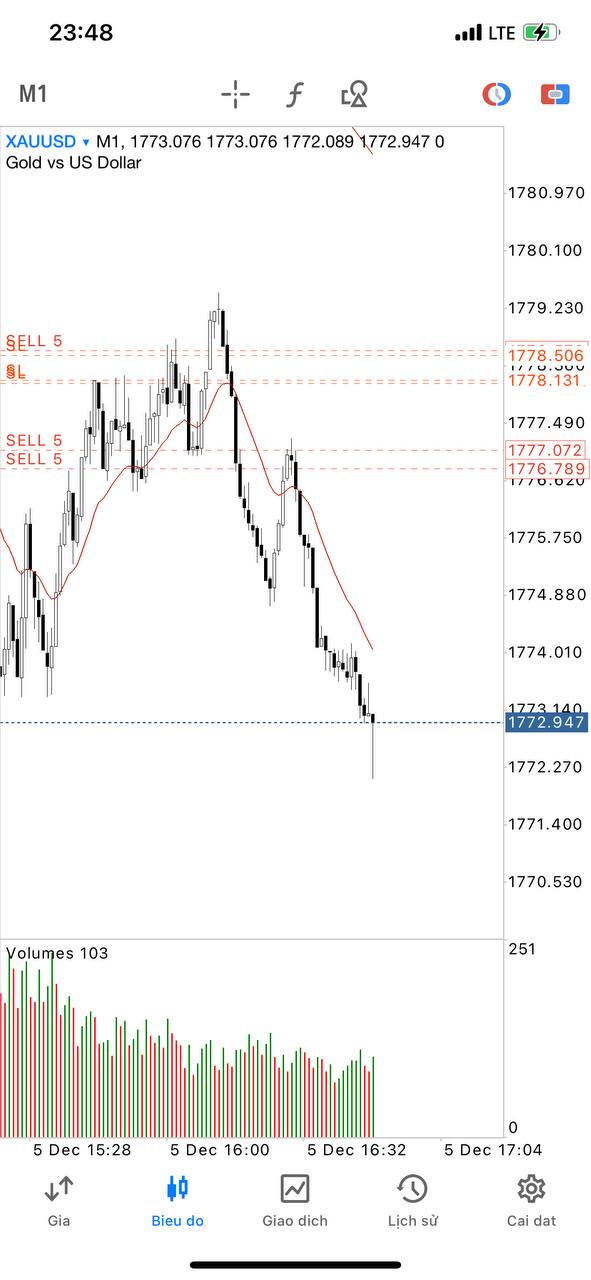 23:48
LTE
M1
XAUUSD ▾ M1, 1773.076 1773.076 1772.089 1772.947 0
Gold vs US Dollar
1780.970
1780.100
1779.230
SELL 5
1778.506
SL
1778.131
1777.490
SELL 5
1777.072
SELL 5
1776.789
1776.620
1775.750
1774.880
1774.010
1773.140
1772.947
1772.270
1771.400
1770.530
Volumes 103
251
0
5 Dec 15:28
5 Dec 16:00
5 Dec 16:32
5 Dec 17:04
Gia
Bieu do
Giao dich
Lịch sử
Cai dat